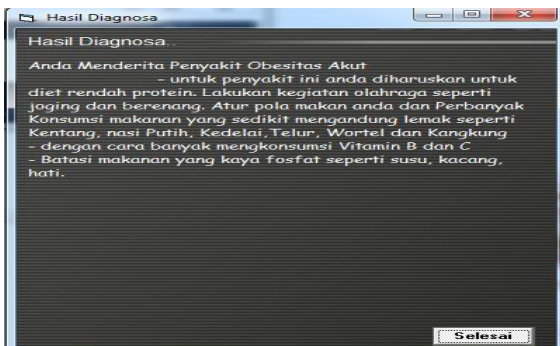 Hasil Diagnosa
Hasil Diagnosa..
Anda Menderita Penyakit Obesitas Akut
- untuk penyakit ini anda diharuskan untuk
diet rendah protein. Lakukan kegiatan olahraga seperti
joging dan berenang. Atur pola makan anda dan Perbanyak
Konsumsi makanan yang sedikit mengandung lemak seperti
Kentang, nasi Putih, Kedelai,Telur, Wortel dan Kangkung
- dengan cara banyak mengkonsumsi Vitamin B dan C
- Batasi makanan yang kaya fosfat seperti susu, kacang,
hati.
Selesai